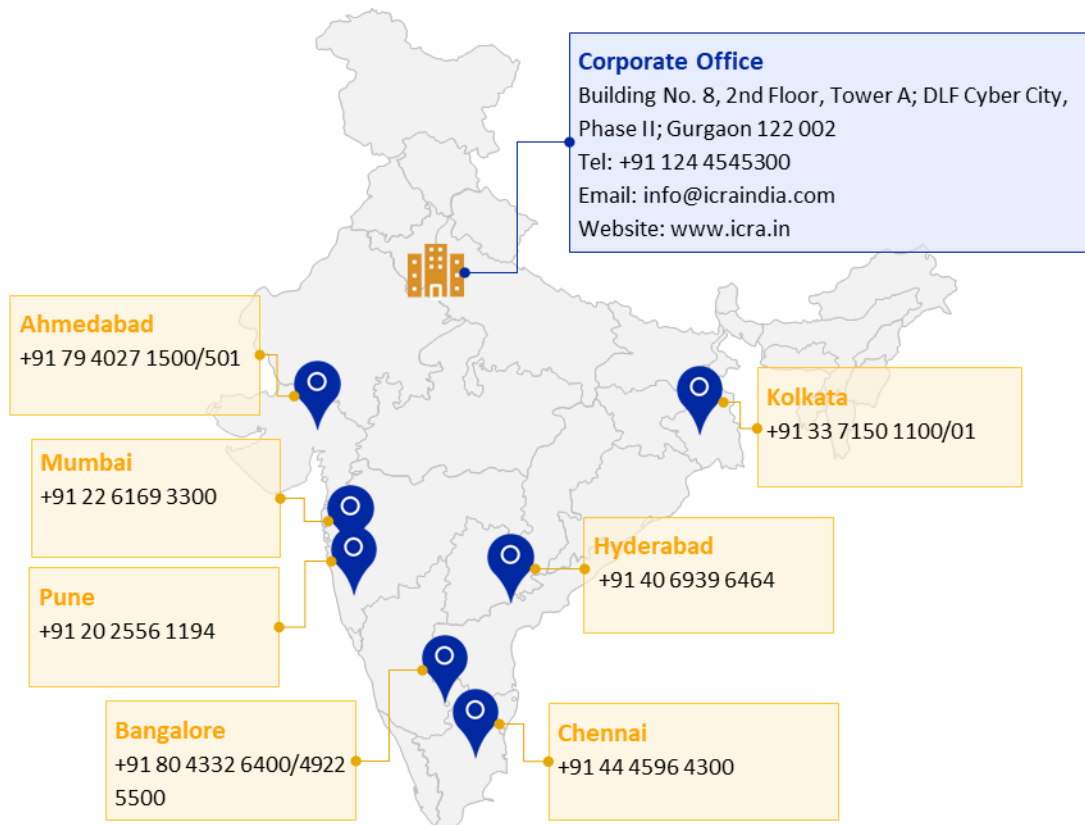 Corporate Office
Building No. 8, 2nd Floor, Tower A; DLF Cyber City,
Phase II; Gurgaon 122 002
Tel: +91 124 4545300
Email: info@icraindia.com
Website: www.icra.in
Ahmedabad
+91 79 4027 1500/501
Kolkata
+91 33 7150 1100/01
Mumbai
+91 22 6169 3300
Hyderabad
+91 40 6939 6464
Pune
+91 20 2556 1194
Bangalore
+91 80 4332 6400/4922
5500
Chennai
+91 44 4596 4300